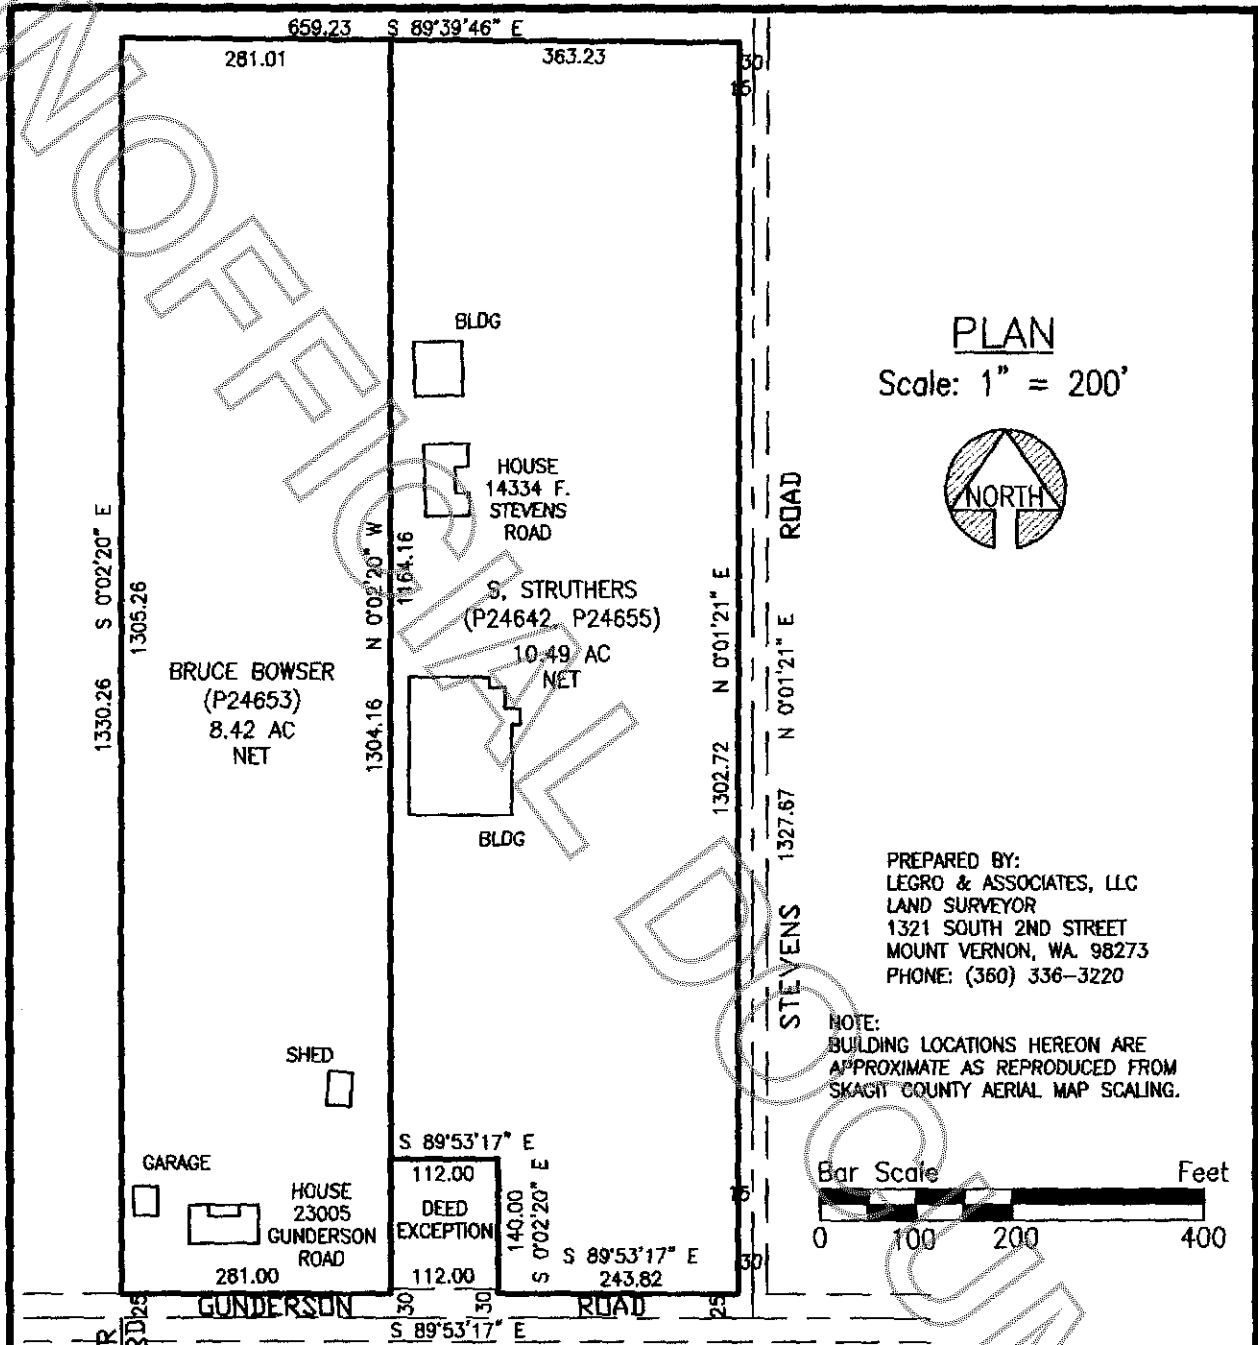 659.23 S 89°39'46" E
281.01
363.23
30
15
BLDG
PLAN
Scale: 1" = 200'
NORTH
HOUSE
14334 F.
STEVENS
ROAD
S. STRUTHERS
(P24642, P24655)
10.49 AC
NET
BRUCE BOWSER
(P24653)
8.42 AC
NET
1330.26 S 0°02'20" E
1305.26
1304.16 N 0°02'20" W
1164.16
1302.72 N 0°01'21" E
1327.67 N 0°01'21" E
STEVENS ROAD
BLDG
PREPARED BY:
LEGRO & ASSOCIATES, LLC
LAND SURVEYOR
1321 SOUTH 2ND STREET
MOUNT VERNON, WA. 98273
PHONE: (360) 336-3220
NOTE:
BUILDING LOCATIONS HEREON ARE
APPROXIMATE AS REPRODUCED FROM
SKAGIT COUNTY AERIAL MAP SCALING.
SHED
GARAGE
HOUSE
23005
GUNDERSON
ROAD
S 89°53'17" E
112.00
DEED
EXCEPTION
112.00
140.00
S 0°02'20" E
S 89°53'17" E
243.82
281.00
15
30
Bar Scale Feet
0 100 200 400
GUNDERSON ROAD
25
30
30
25
S 89°53'17" E
UNOFFICIAL DOCUM